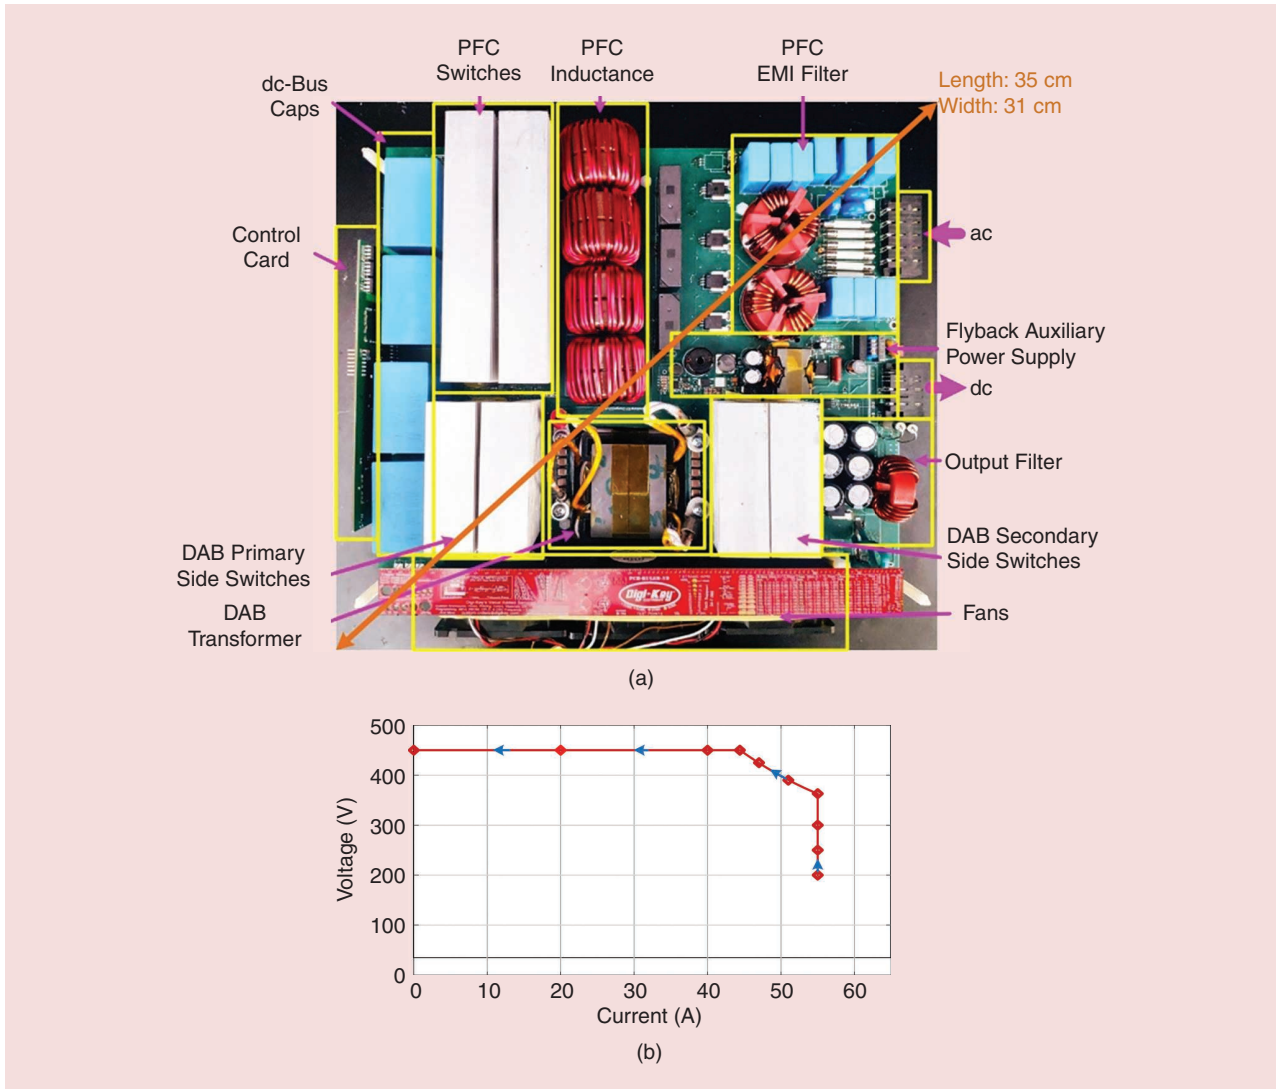 PFC
Switches
PFC
Inductance
PFC
EMI Filter
dc-Bus
Caps
Length: 35 cm
Width: 31 cm
Control
Card
ac
Flyback Auxiliary
Power Supply
dc
Output Filter
DAB Primary
Side Switches
DAB Secondary
Side Switches
DAB
Transformer
Digi-Key
Fans
(a)
500
400
300
200
100
0
Voltage (V)
0 10 20 30 40 50 60
Current (A)
(b)